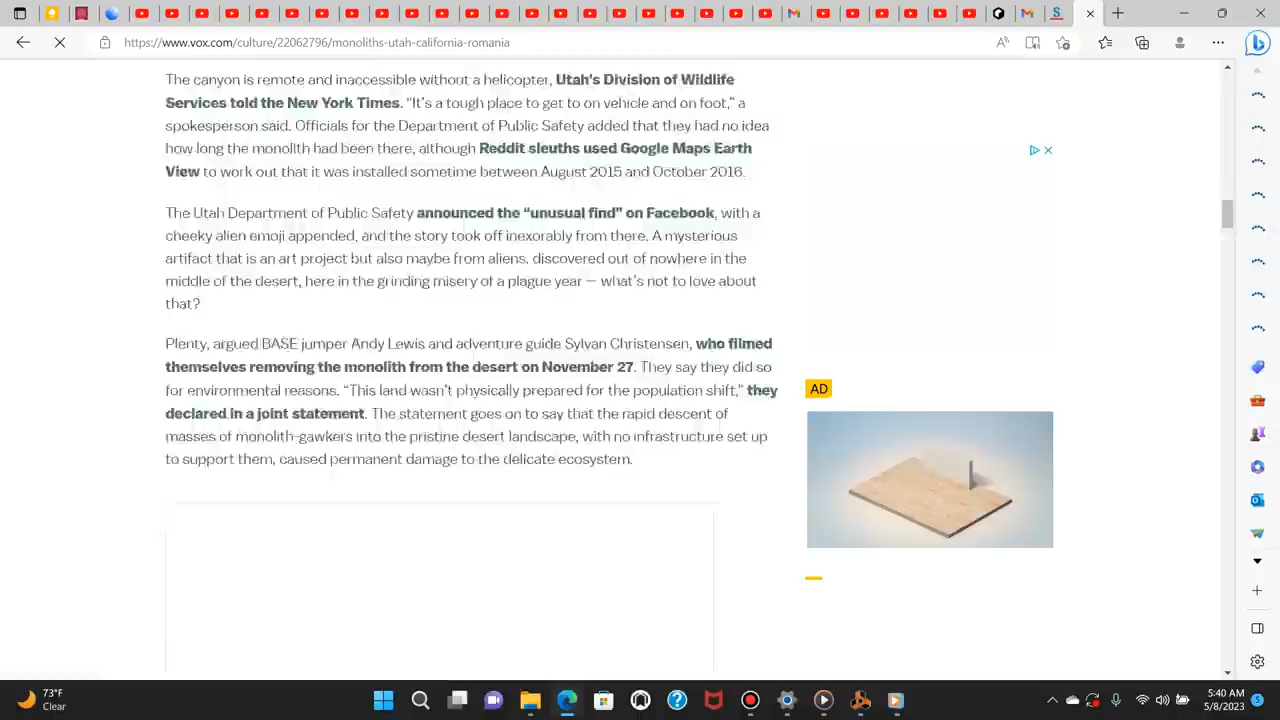 https://www.vox.com/culture/22062796/monoliths-utah-california-romania
The canyon is remote and inaccessible without a helicopter, Utah's Division of Wildlife
Services told the New York Times. “It's a tough place to get to on vehicle and on foot,” a
spokesperson said. Officials for the Department of Public Safety added that they had no idea
how long the monolith had been there, although Reddit sleuths used Google Maps Earth
View to work out that it was installed sometime between August 2015 and October 2016.
The Utah Department of Public Safety announced the “unusual find” on Facebook, with a
cheeky alien emoji appended, and the story took off inexorably from there. A mysterious
artifact that is an art project but also maybe from aliens, discovered out of nowhere in the
middle of the desert, here in the grinding misery of a plague year — what's not to love about
that?
Plenty, argued BASE jumper Andy Lewis and adventure guide Sylvan Christensen, who filmed
themselves removing the monolith from the desert on November 27. They say they did so
for environmental reasons. “This land wasn't physically prepared for the population shift,” they
declared in a joint statement. The statement goes on to say that the rapid descent of
masses of monolith-gawkers into the pristine desert landscape, with no infrastructure set up
to support them, caused permanent damage to the delicate ecosystem.
AD
73°F
Clear
5:40 AM
5/8/2023
5